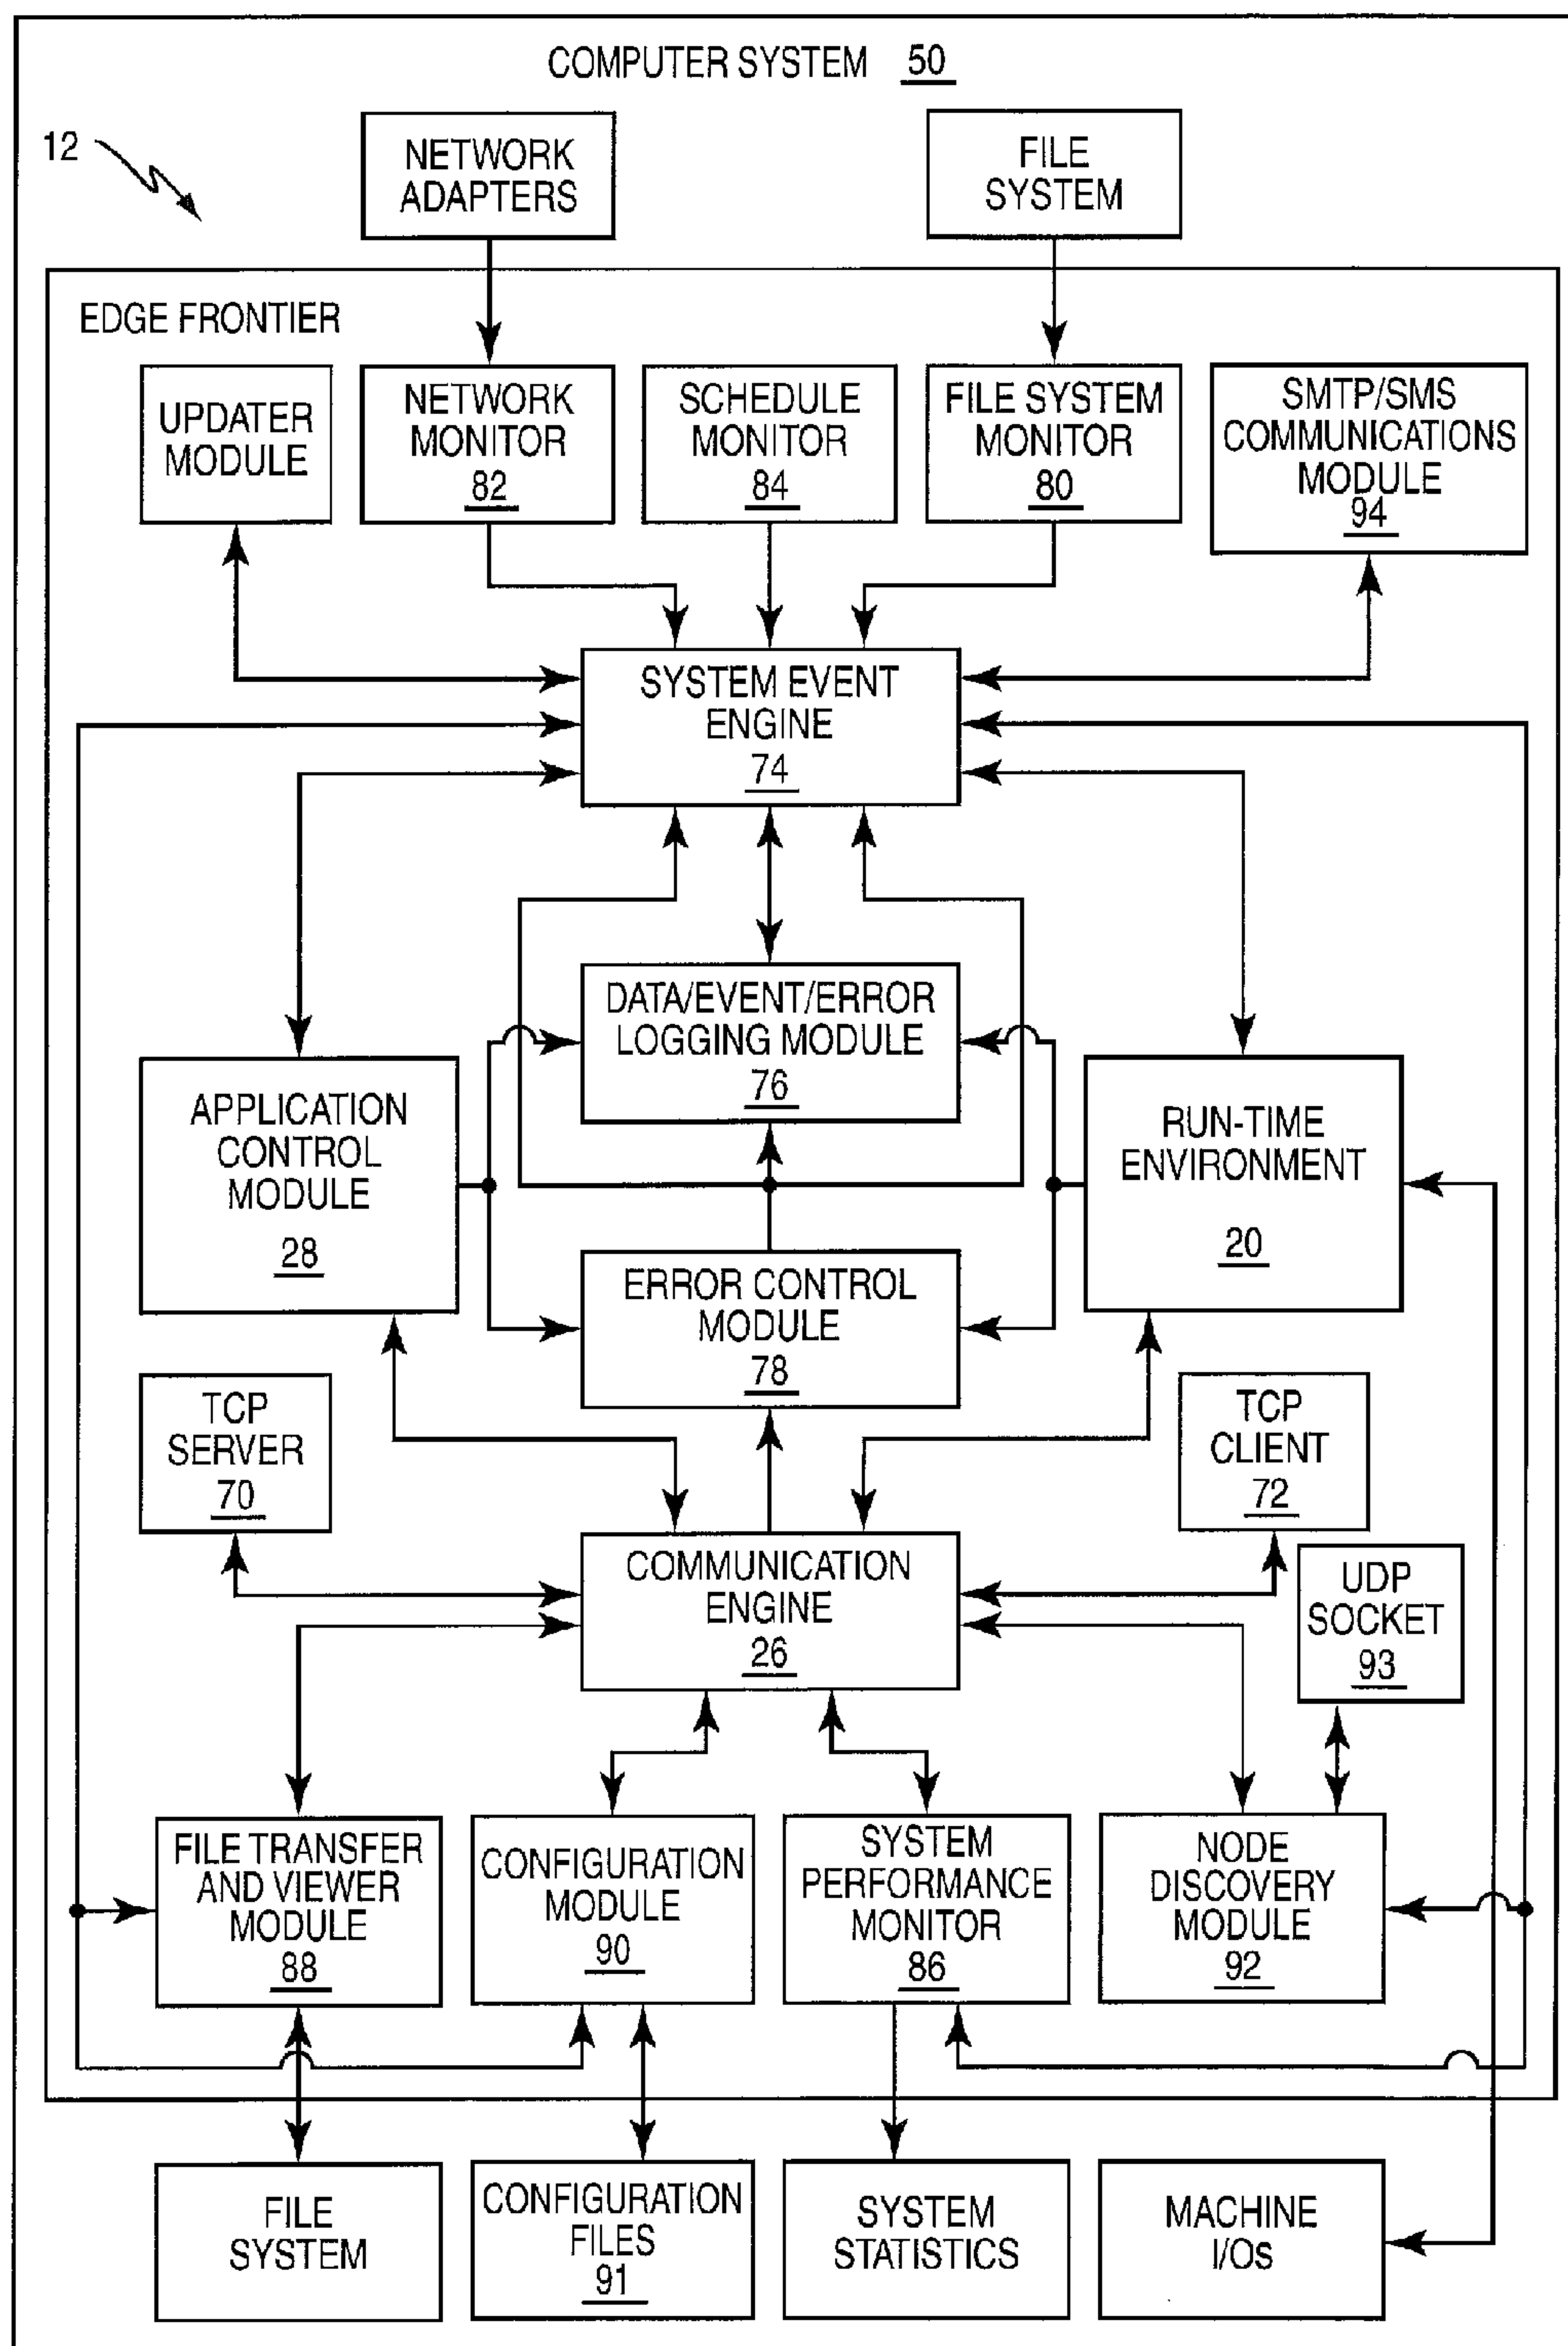 COMPUTER SYSTEM 50
12
NETWORK
ADAPTERS
FILE
SYSTEM
EDGE FRONTIER
UPDATER
MODULE
NETWORK
MONITOR
82
SCHEDULE
MONITOR
84
FILE SYSTEM
MONITOR
80
SMTP/SMS
COMMUNICATIONS
MODULE
94
SYSTEM EVENT
ENGINE
74
DATA/EVENT/ERROR
LOGGING MODULE
76
APPLICATION
CONTROL
MODULE
28
RUN-TIME
ENVIRONMENT
20
ERROR CONTROL
MODULE
78
TCP
SERVER
70
TCP
CLIENT
72
COMMUNICATION
ENGINE
26
UDP
SOCKET
93
FILE TRANSFER
AND VIEWER
MODULE
88
CONFIGURATION
MODULE
90
SYSTEM
PERFORMANCE
MONITOR
86
NODE
DISCOVERY
MODULE
92
FILE
SYSTEM
CONFIGURATION
FILES
91
SYSTEM
STATISTICS
MACHINE
I/Os